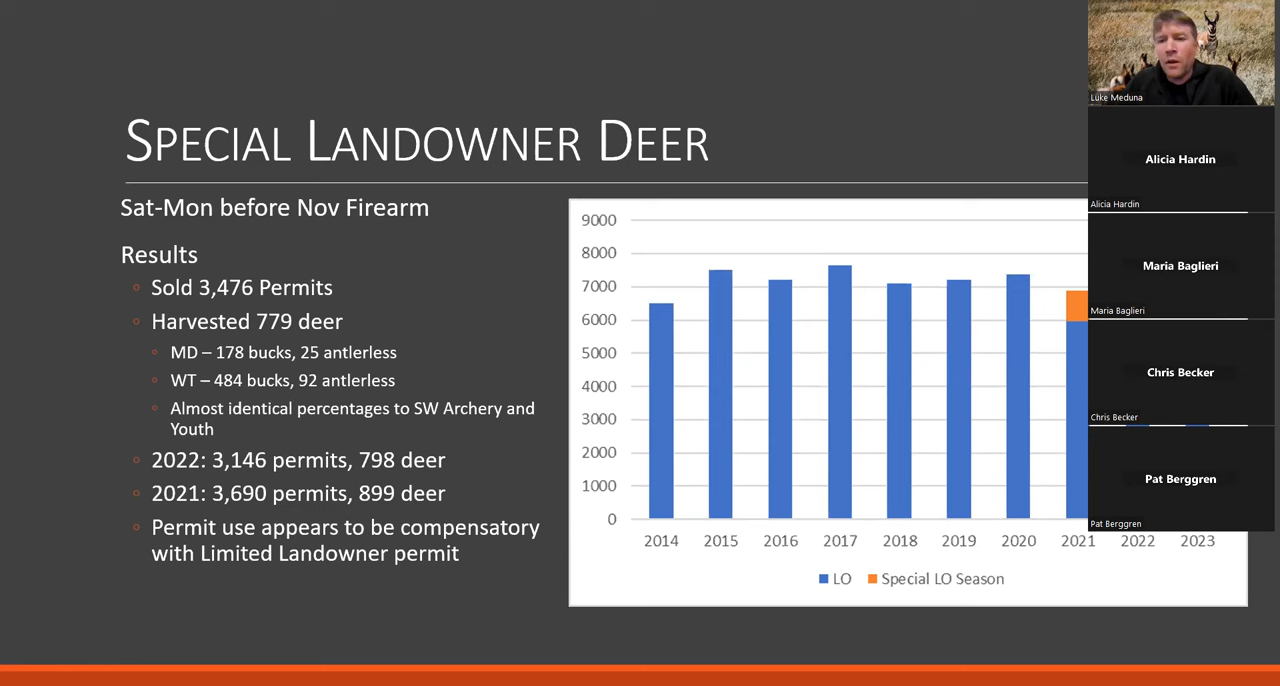 SPECIAL LANDOWNER DEER
Sat-Mon before Nov Firearm
Results
Sold 3,476 Permits
Harvested 779 deer
MD – 178 bucks, 25 antlerless
WT – 484 bucks, 92 antlerless
Almost identical percentages to SW Archery and
Youth
2022: 3,146 permits, 798 deer
2021: 3,690 permits, 899 deer
Permit use appears to be compensatory
with Limited Landowner permit
9000
8000
7000
6000
5000
4000
3000
2000
1000
0
2014 2015 2016 2017 2018 2019 2020 2021 2022 2023
LO Special LO Season
Luke Meduna
Alicia Hardin
Alicia Hardin
Maria Baglieri
Maria Baglieri
Chris Becker
Chris Becker
Pat Berggren
Pat Berggren